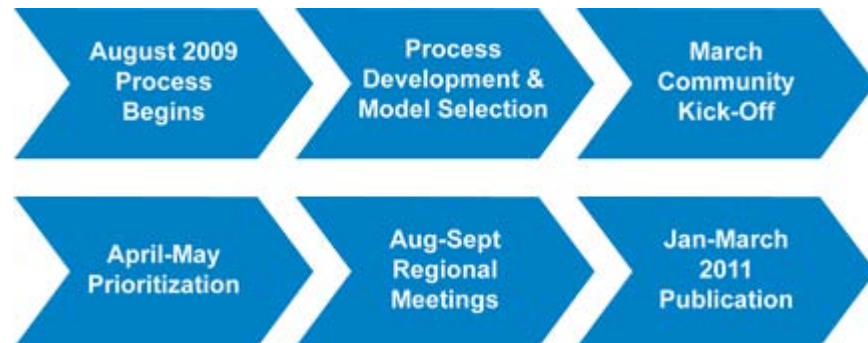 August 2009
Process
Begins
Process
Development &
Model Selection
March
Community
Kick-Off
April-May
Prioritization
Aug-Sept
Regional
Meetings
Jan-March
2011
Publication